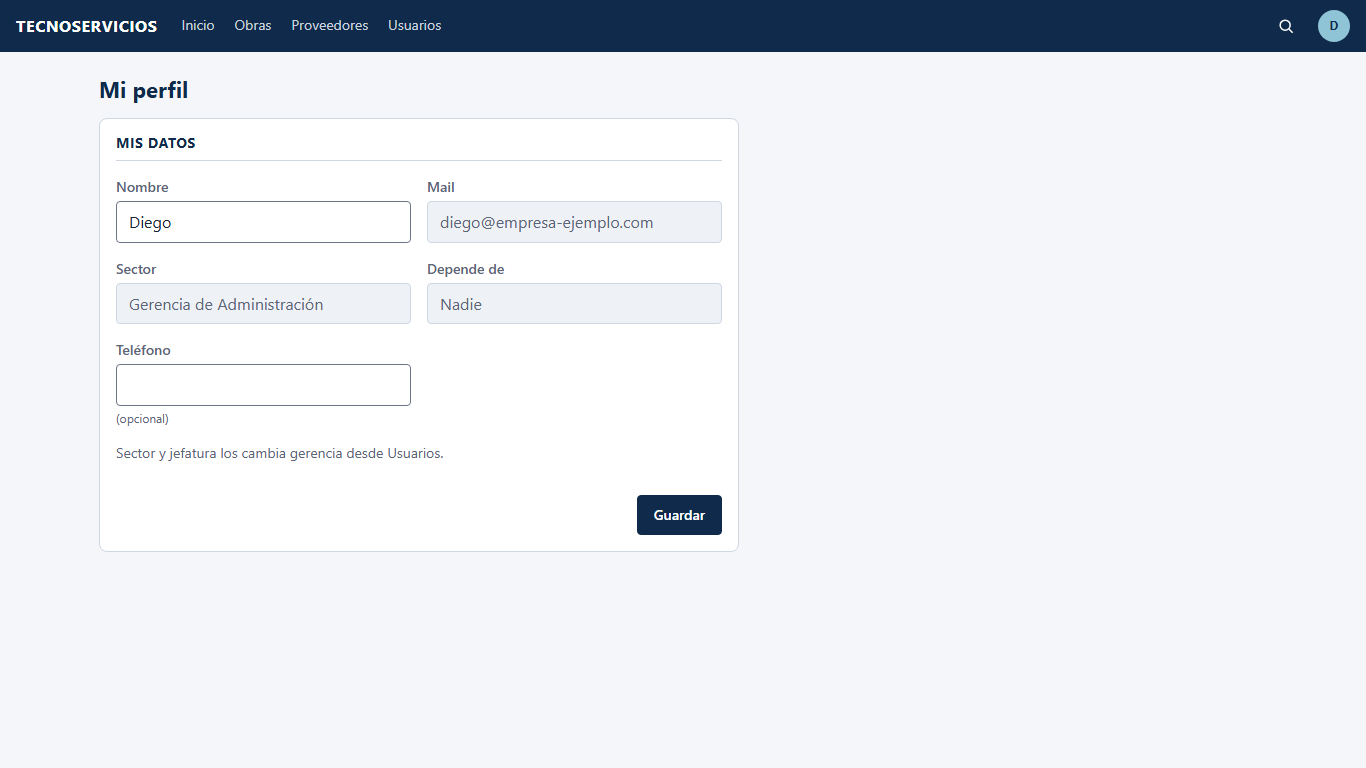 TECNOSERVICIOS Inicio Obras Proveedores Usuarios D
Mi perfil
MIS DATOS
Nombre Mail
Diego diego@empresa-ejemplo.com
Sector Depende de
Gerencia de Administración Nadie
Teléfono
(opcional)
Sector y jefatura los cambia gerencia desde Usuarios.
Guardar